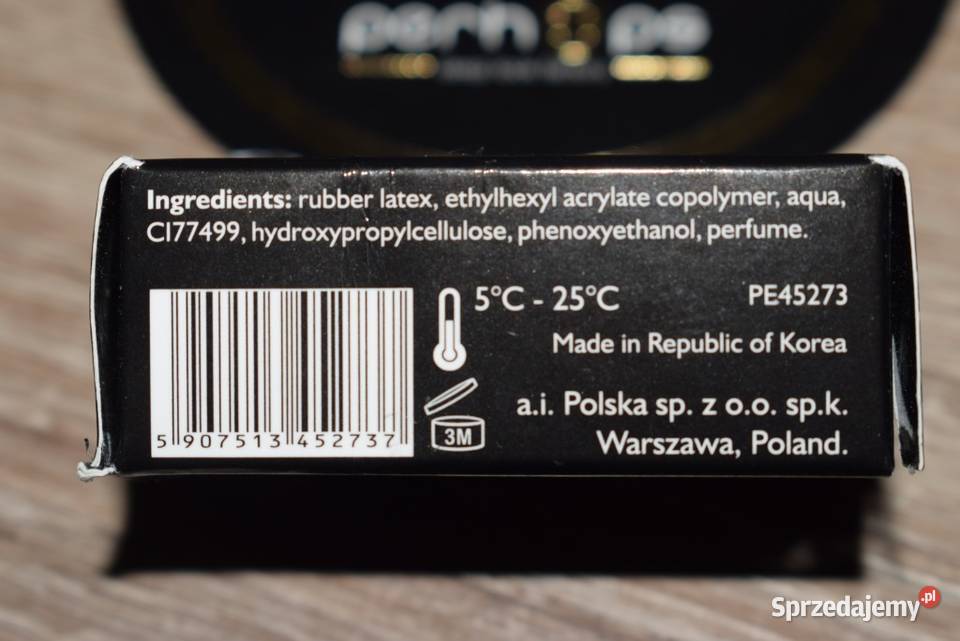 Ingredients: rubber latex, ethylhexyl acrylate copolymer, aqua,
CI77499, hydroxypropylcellulose, phenoxyethanol, perfume.
5°C - 25°C
PE45273
Made in Republic of Korea
3M
a.i. Polska sp. z o.o. sp.k.
Warszawa, Poland.
5 907513 452737
Sprzedajemy.pl